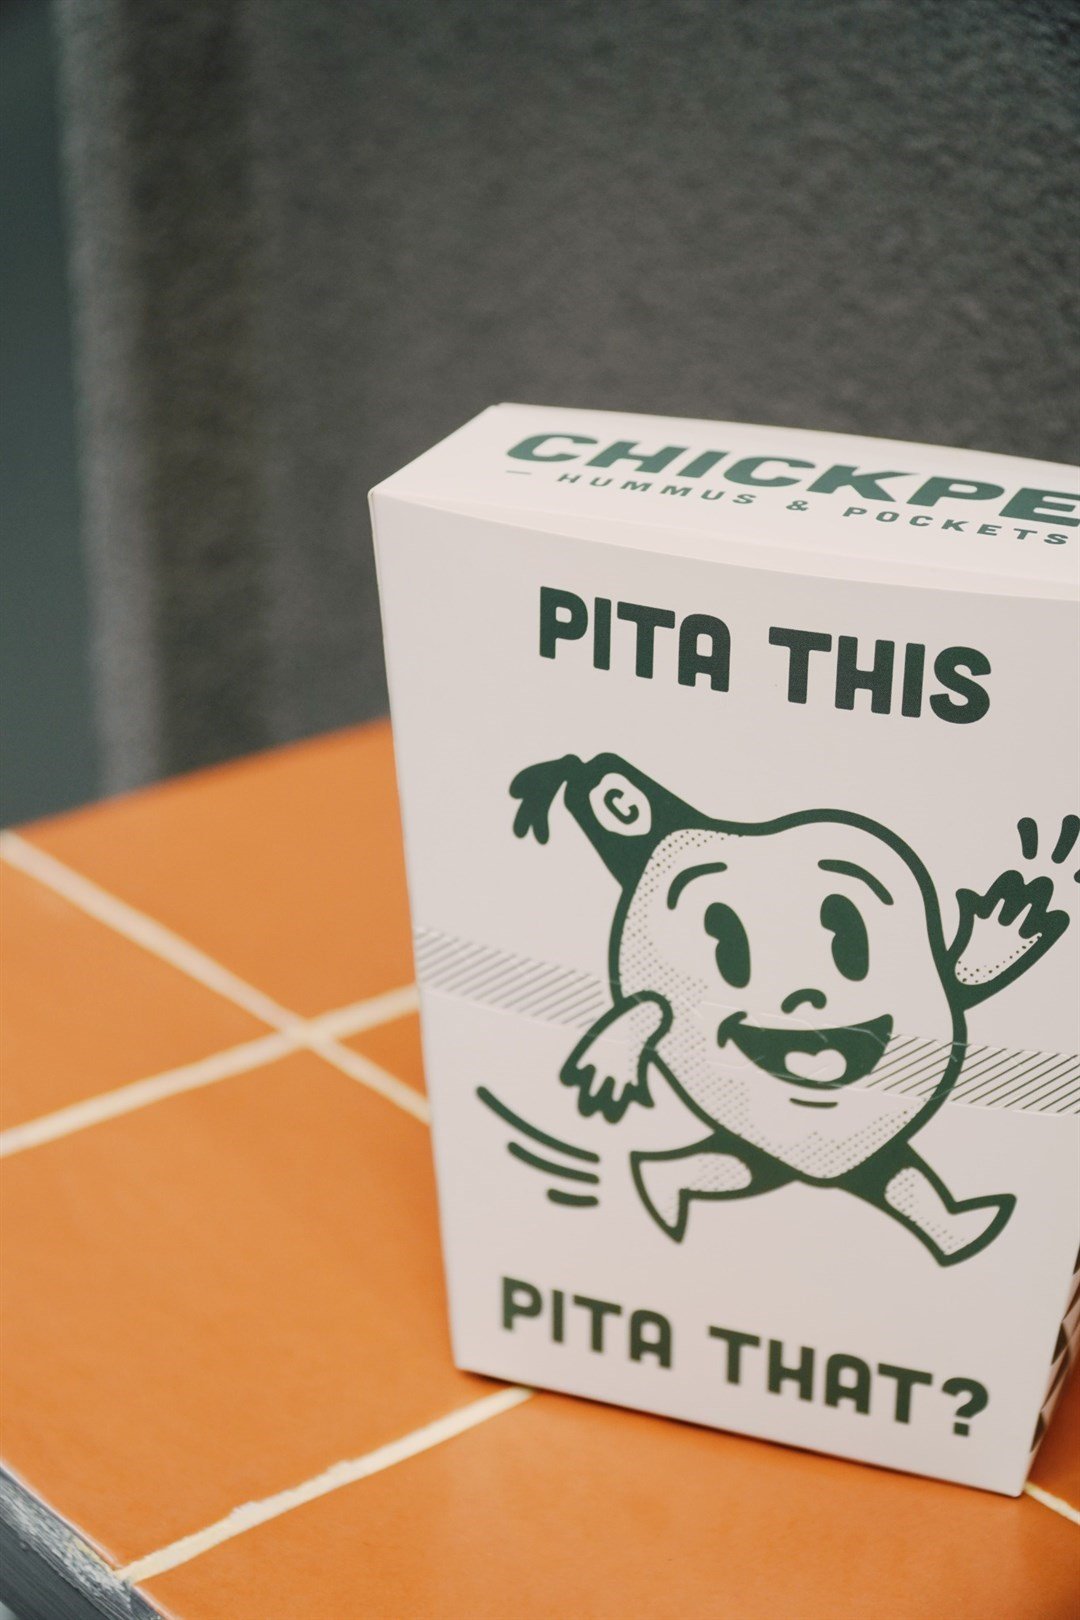 CHICKPE
HUMMUS & POCKETS
PITA THIS
C
PITA THAT?